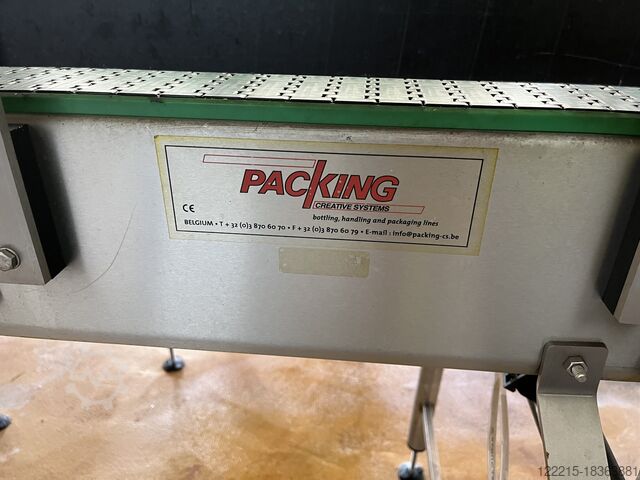 PACKING
CREATIVE SYSTEMS
bottling, handling and packaging lines
CE
BELGIUM • T + 32 (0)3 870 60 70 • F + 32 (0)3 870 60 79 • E-mail : info@packing-cs.be